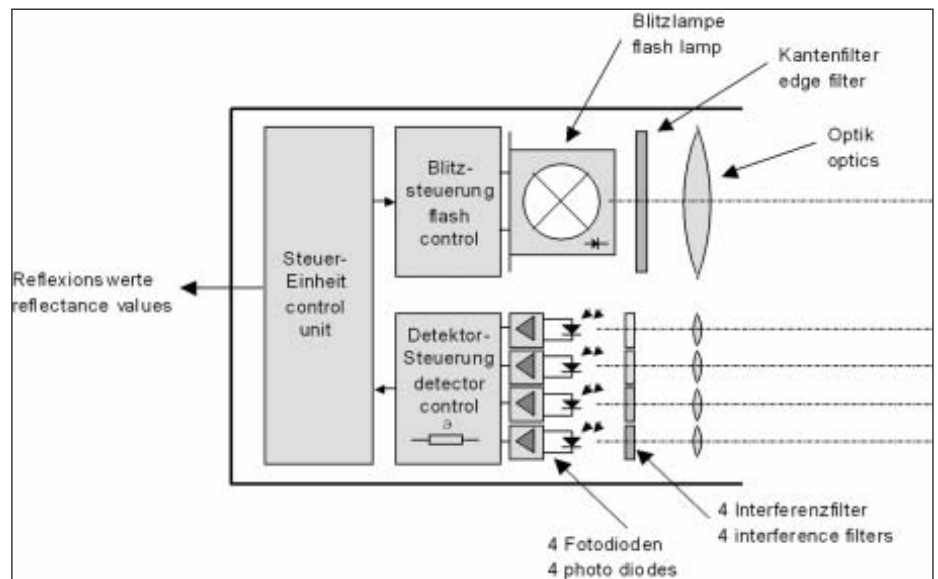 Blitzlampe
flash lamp
Kantenfilter
edge filter
Optik
optics
Blitz-
steuerung
flash
control
Steuer-
Einheit
control
unit
Reflexionswerte
reflectance values
Detektor-
Steuerung
detector
control
4 Interferenzfilter
4 interference filters
4 Fotodioden
4 photo diodes